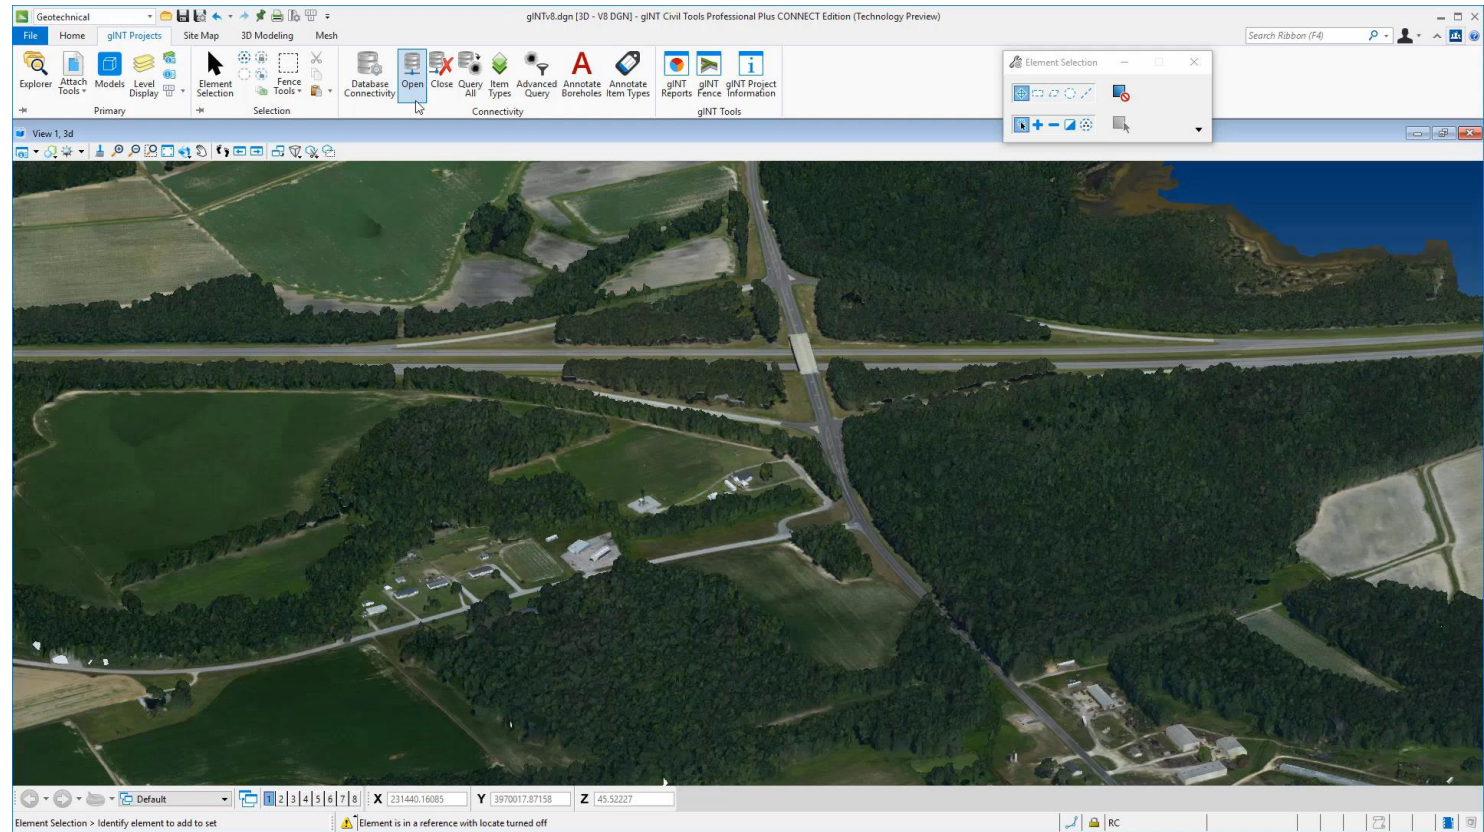 Geotechnical
gINTv8.dgn [3D - V8 DGN] - gINT Civil Tools Professional Plus CONNECT Edition (Technology Preview)
File Home gINT Projects Site Map 3D Modeling Mesh
Search Ribbon (F4)
Explorer
Attach Tools
Models
Level Display
Primary
Element Selection
Fence Tools
Selection
Database Connectivity
Open
Close
Query All
Item Types
Advanced Query
Annotate Boreholes
Annotate Item Types
Connectivity
gINT Reports
gINT Fence
gINT Project Information
gINT Tools
Element Selection
View 1, 3d
Default
1 2 3 4 5 6 7 8
X 231440.16085
Y 3970017.87158
Z 45.52227
Element Selection > Identify element to add to set
Element is in a reference with locate turned off
RC